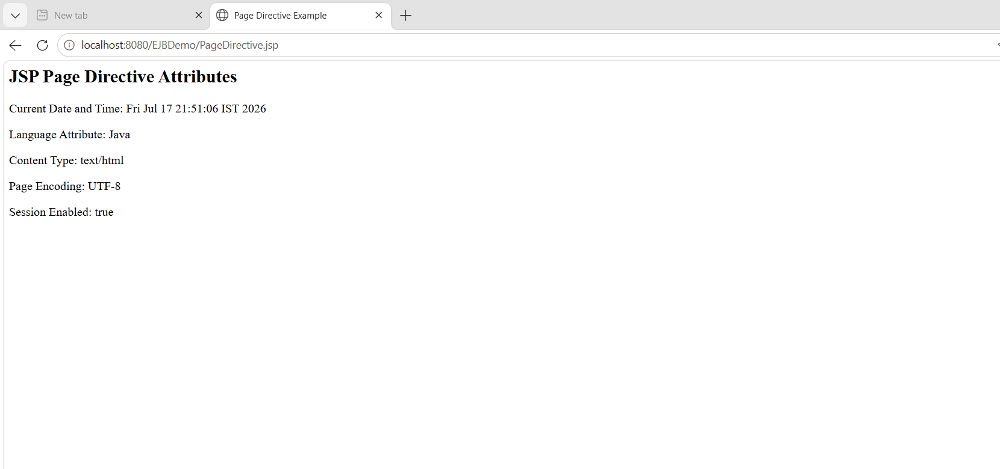 New tab
Page Directive Example
localhost:8080/EJBDemo/PageDirective.jsp
JSP Page Directive Attributes
Current Date and Time: Fri Jul 17 21:51:06 IST 2026
Language Attribute: Java
Content Type: text/html
Page Encoding: UTF-8
Session Enabled: true